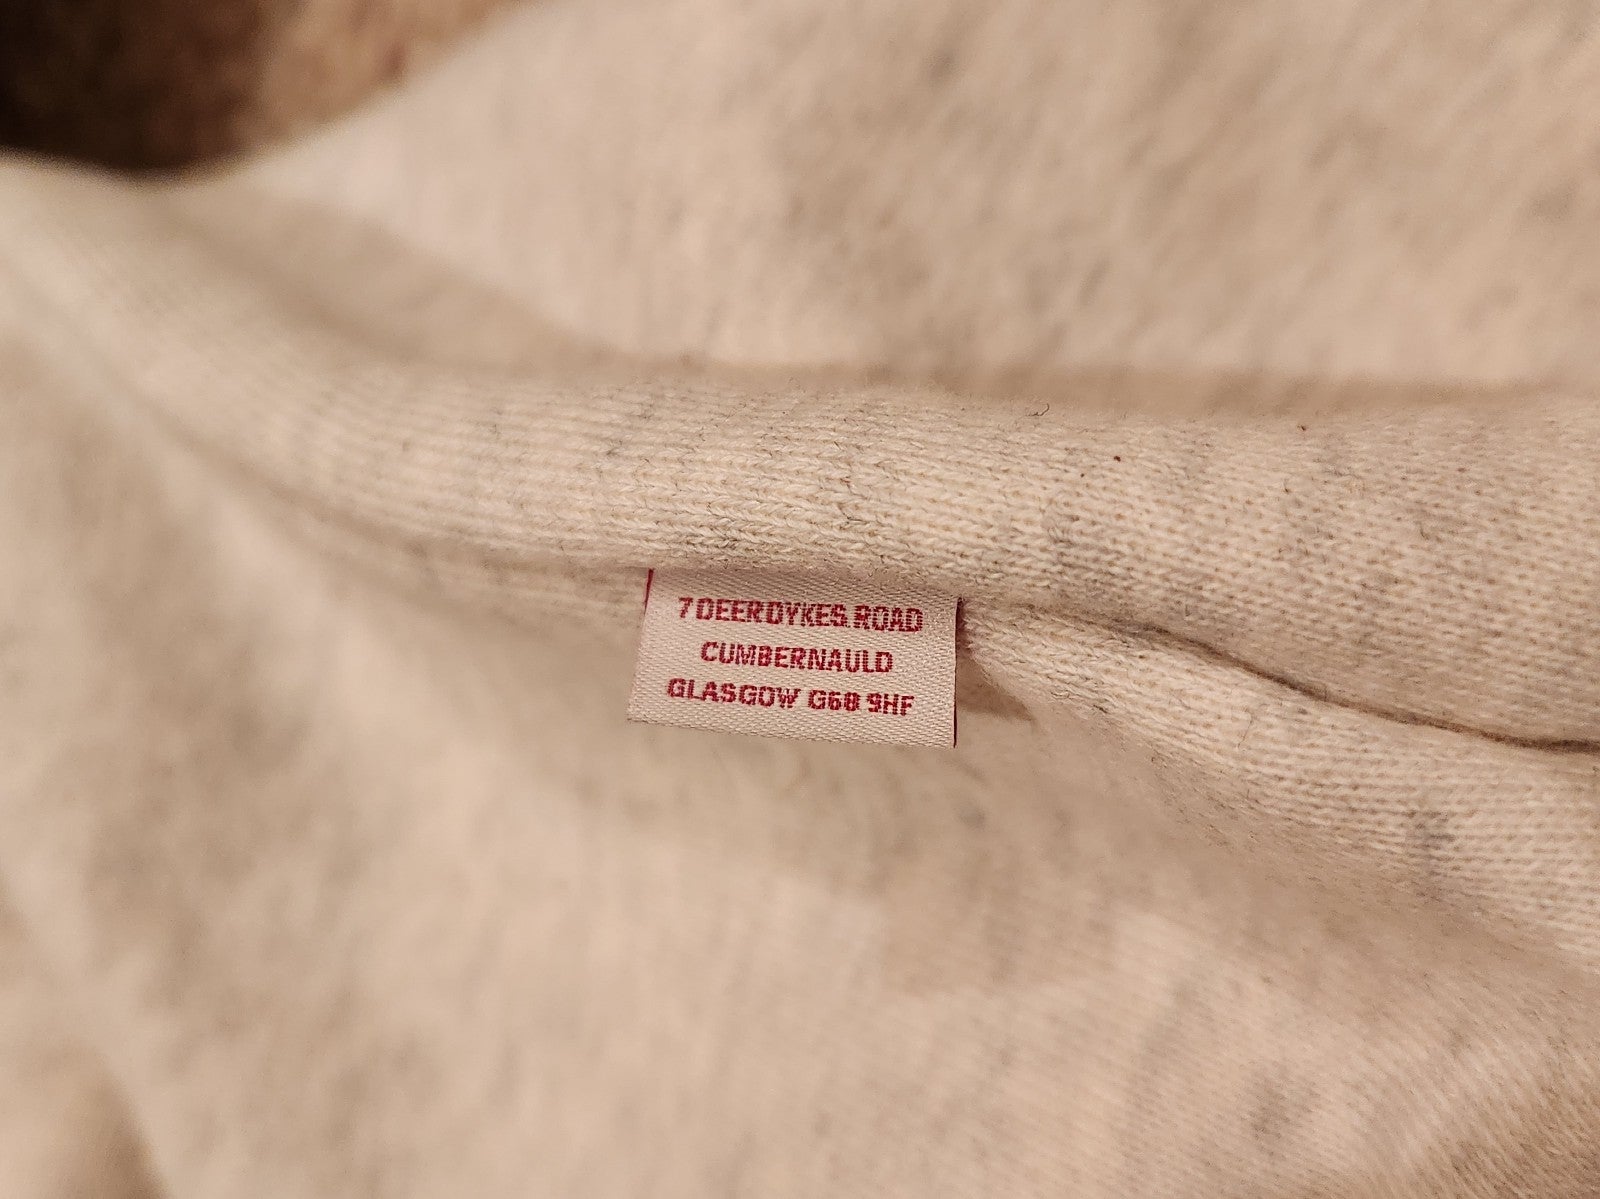 7 DEERDYKES ROAD
CUMBERNAULD
GLASGOW G68 9HF